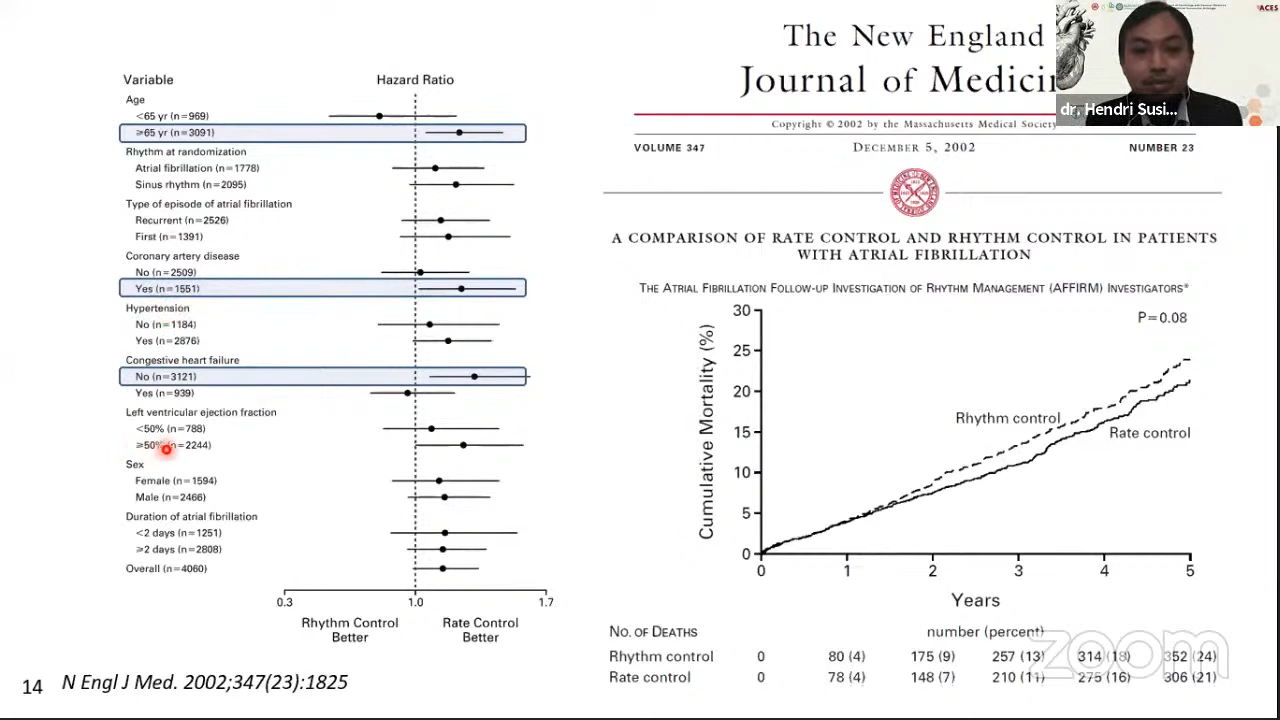 Variable Hazard Ratio
Age
<65 yr (n=969)
≥65 yr (n=3091)
Rhythm at randomization
Atrial fibrillation (n=1778)
Sinus rhythm (n=2095)
Type of episode of atrial fibrillation
Recurrent (n=2526)
First (n=1391)
Coronary artery disease
No (n=2509)
Yes (n=1551)
Hypertension
No (n=1184)
Yes (n=2876)
Congestive heart failure
No (n=3121)
Yes (n=939)
Left ventricular ejection fraction
<50% (n=788)
≥50% (n=2244)
Sex
Female (n=1594)
Male (n=2466)
Duration of atrial fibrillation
<2 days (n=1251)
≥2 days (n=2808)
Overall (n=4060)
0.3 1.0 1.7
Rhythm Control Better
Rate Control Better
14 N Engl J Med. 2002;347(23):1825
The New England
Journal of Medici
Copyright © 2002 by the Massachusetts Medical Society
VOLUME 347 DECEMBER 5, 2002 NUMBER 23
A COMPARISON OF RATE CONTROL AND RHYTHM CONTROL IN PATIENTS
WITH ATRIAL FIBRILLATION
THE ATRIAL FIBRILLATION FOLLOW-UP INVESTIGATION OF RHYTHM MANAGEMENT (AFFIRM) INVESTIGATORS*
P=0.08
Cumulative Mortality (%)
30
25
20
15
10
5
0
Rhythm control
Rate control
0 1 2 3 4 5
Years
NO. OF DEATHS number (percent)
Rhythm control 0 80 (4) 175 (9) 257 (13) 314 (18) 352 (24)
Rate control 0 78 (4) 148 (7) 210 (11) 275 (16) 306 (21)
zoom
ACES
dr, Hendri Susi...